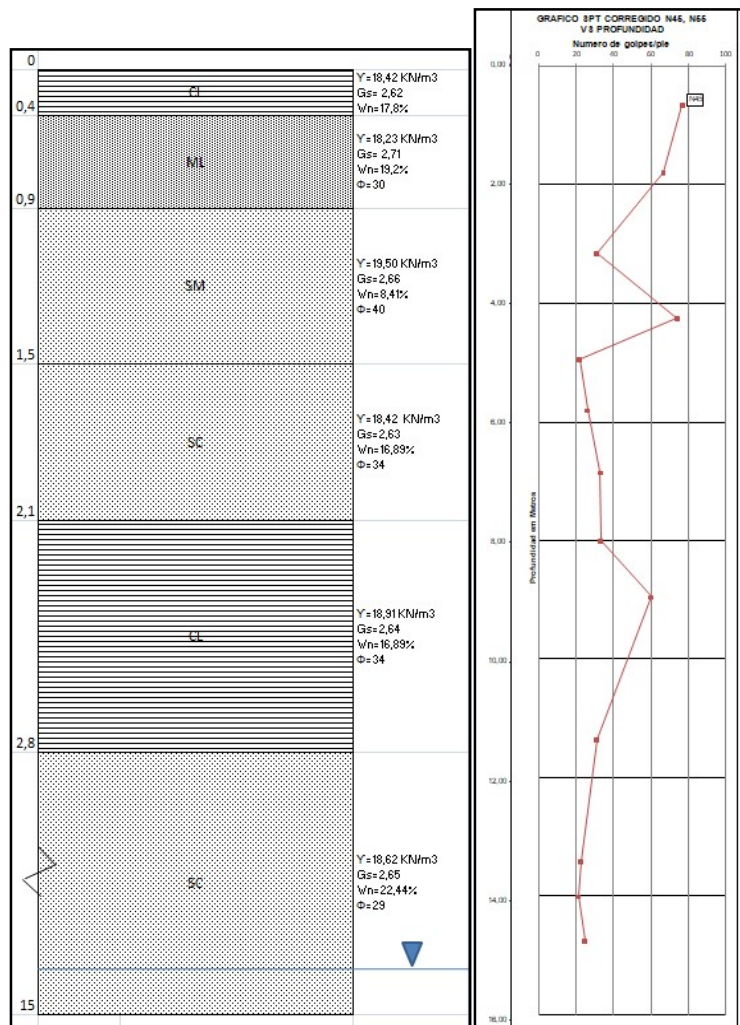 0
CL
Y=18,42 KN/m3
Gs= 2,62
Wn=17,8%
0,4
ML
Y=18,23 KN/m3
Gs= 2,71
Wn=19,2%
Φ=30
0,9
SM
Y=19,50 KN/m3
Gs=2,66
Wn=8,41%
Φ=40
1,5
SC
Y=18,42 KN/m3
Gs=2,63
Wn=16,89%
Φ=34
2,1
CL
Y=18,91 KN/m3
Gs=2,64
Wn=16,89%
Φ=34
2,8
SC
Y=18,62 KN/m3
Gs=2,65
Wn=22,44%
Φ=29
15
GRAFICO SPT CORREGIDO N45, N55
VS PROFUNDIDAD
Numero de golpes/pie
0 20 40 60 80 100
0,00
N45
2,00
4,00
6,00
8,00
10,00
12,00
14,00
16,00
Profundidad em Metros